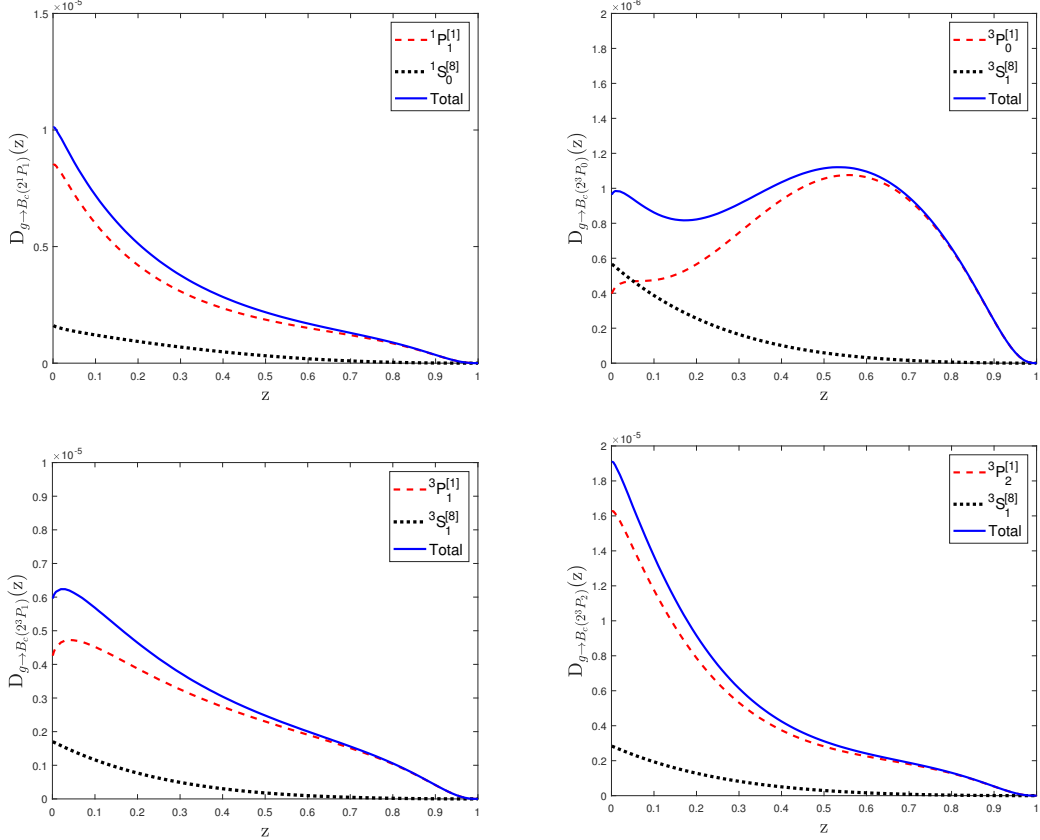 ×10⁻⁵
1.5
1
0.5
0
D_{g→B_c(2^1P_1)}(z)
0 0.1 0.2 0.3 0.4 0.5 0.6 0.7 0.8 0.9 1
z
¹P₁^[1]
¹S₀^[8]
Total
×10⁻⁶
2
1.8
1.6
1.4
1.2
1
0.8
0.6
0.4
0.2
0
D_{g→B_c(2^3P_0)}(z)
0 0.1 0.2 0.3 0.4 0.5 0.6 0.7 0.8 0.9 1
z
³P₀^[1]
³S₁^[8]
Total
×10⁻⁵
1
0.9
0.8
0.7
0.6
0.5
0.4
0.3
0.2
0.1
0
D_{g→B_c(2^3P_1)}(z)
0 0.1 0.2 0.3 0.4 0.5 0.6 0.7 0.8 0.9 1
z
³P₁^[1]
³S₁^[8]
Total
×10⁻⁵
2
1.8
1.6
1.4
1.2
1
0.8
0.6
0.4
0.2
0
D_{g→B_c(2^3P_2)}(z)
0 0.1 0.2 0.3 0.4 0.5 0.6 0.7 0.8 0.9 1
z
³P₂^[1]
³S₁^[8]
Total